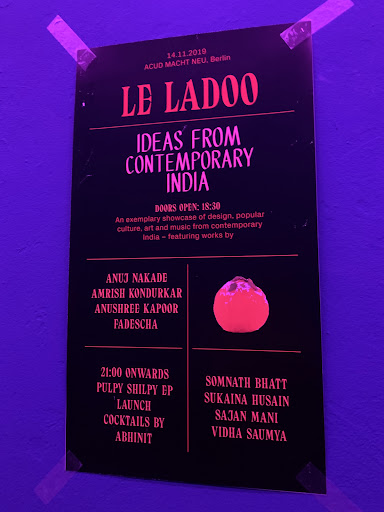 14.11.2019
ACUD MACHT NEU, Berlin
LE LADOO
IDEAS FROM
CONTEMPORARY
INDIA
DOORS OPEN: 18:30
An exemplary showcase of design, popular
culture, art and music from contemporary
India – featuring works by
ANUJ NAKADE
AMRISH KONDURKAR
ANUSHREE KAPOOR
FADESCHA
21:00 ONWARDS
PULPY SHILPY EP
LAUNCH
COCKTAILS BY
ABHINIT
SOMNATH BHATT
SUKAINA HUSAIN
SAJAN MANI
VIDHA SAUMYA